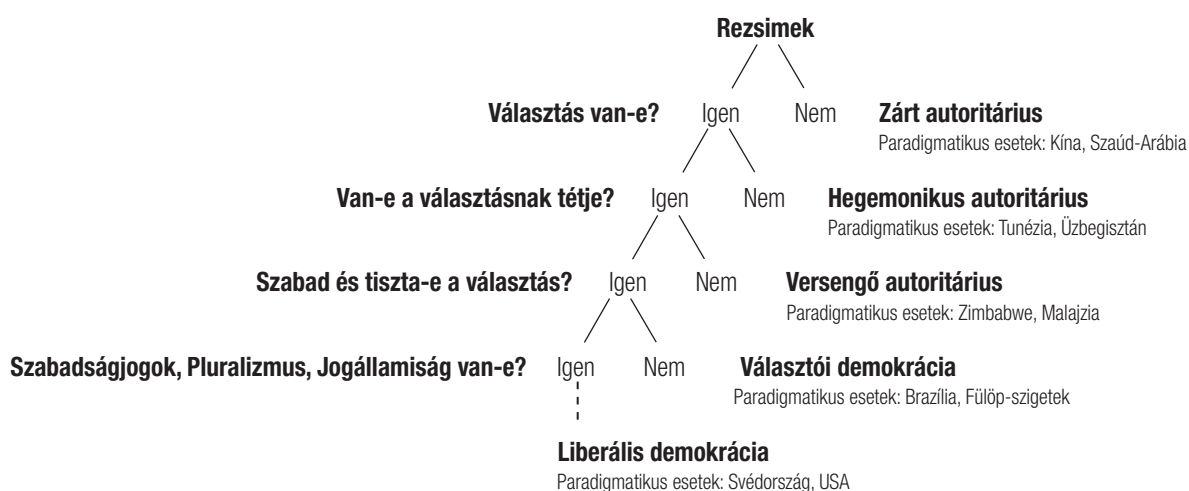 Rezsimek
Választás van-e? Igen Nem Zárt autoritárius
Paradigmatikus esetek: Kína, Szaúd-Arábia
Van-e a választásnak tétje? Igen Nem Hegemonikus autoritárius
Paradigmatikus esetek: Tunézia, Üzbegisztán
Szabad és tiszta-e a választás? Igen Nem Versengő autoritárius
Paradigmatikus esetek: Zimbabwe, Malajzia
Szabadságjogok, Pluralizmus, Jogállamiság van-e? Igen Nem Választói demokrácia
Paradigmatikus esetek: Brazília, Fülöp-szigetek
Liberális demokrácia
Paradigmatikus esetek: Svédország, USA